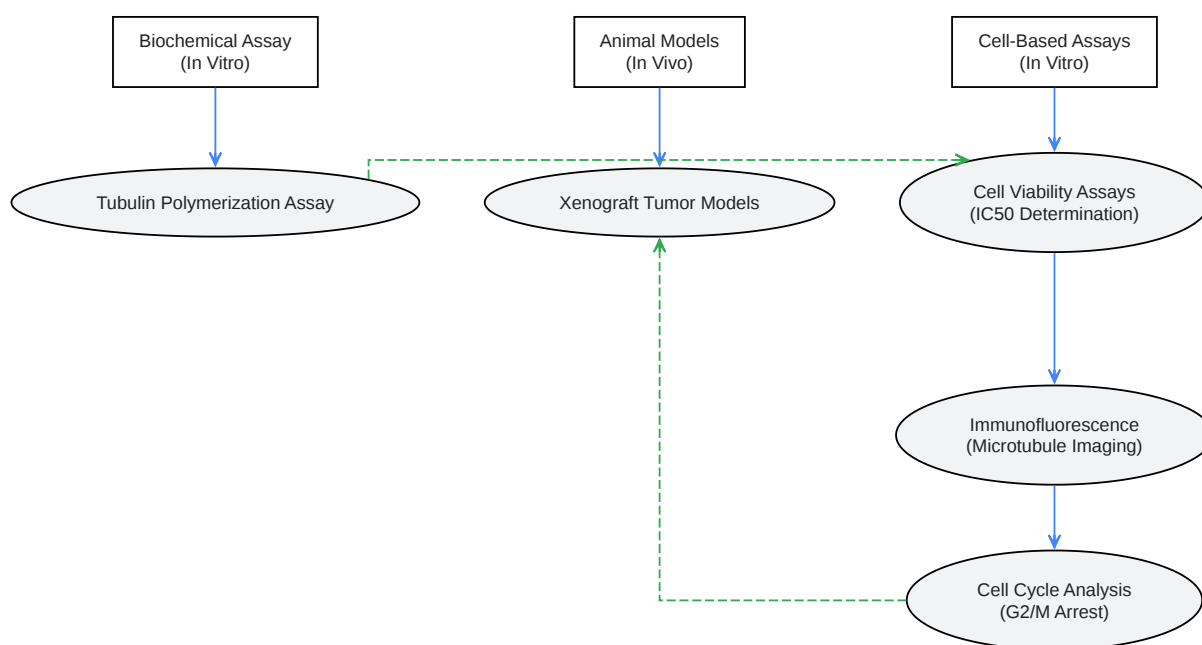 Biochemical Assay
(In Vitro)
Animal Models
(In Vivo)
Cell-Based Assays
(In Vitro)
Tubulin Polymerization Assay
Xenograft Tumor Models
Cell Viability Assays
(IC50 Determination)
Immunofluorescence
(Microtubule Imaging)
Cell Cycle Analysis
(G2/M Arrest)